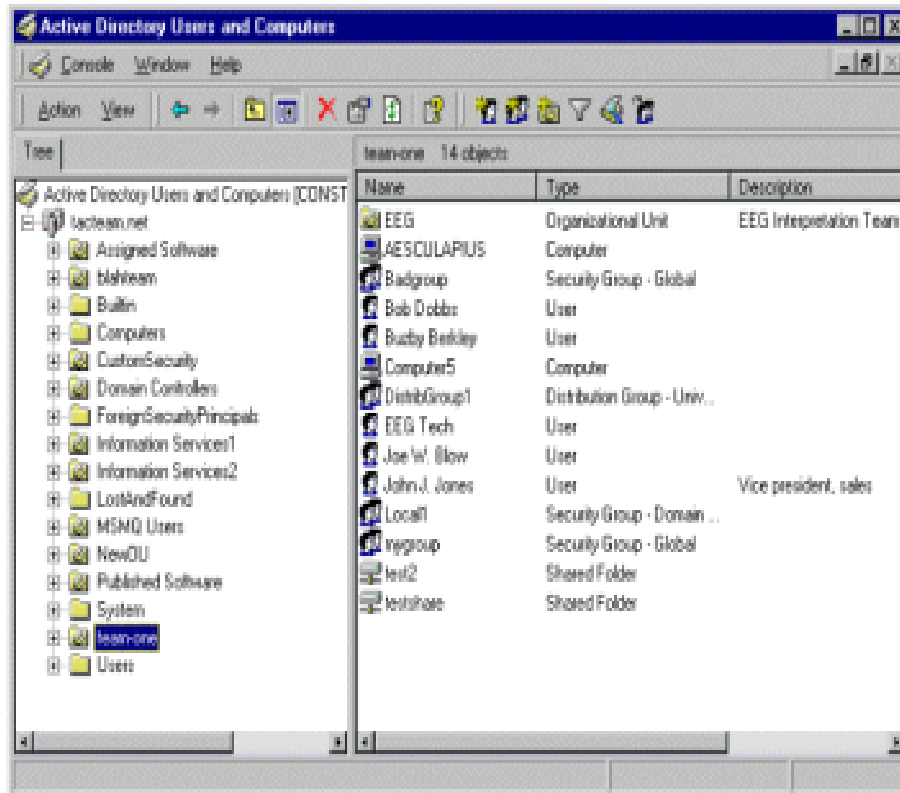 Active Directory Users and Computers
Console Window Help
Action View
Tree
team-one 14 objects
Active Directory Users and Computers [CONST
tacteam.net
Assigned Software
blahteam
Builtin
Computers
CustomSecurity
Domain Controllers
ForeignSecurityPrincipals
Information Services1
Information Services2
LostAndFound
MSMQ Users
NewOU
Published Software
System
team-one
Users
Name Type Description
EEG Organizational Unit EEG Interpretation Team
AESCULAPIUS Computer
Badgroup Security Group - Global
Bob Dobbs User
Buzby Berkley User
Computer5 Computer
DistribGroup1 Distribution Group - Univ...
EEG Tech User
Joe W. Blow User
John J. Jones User Vice president, sales
Local1 Security Group - Domain ...
mygroup Security Group - Global
test2 Shared Folder
testshare Shared Folder